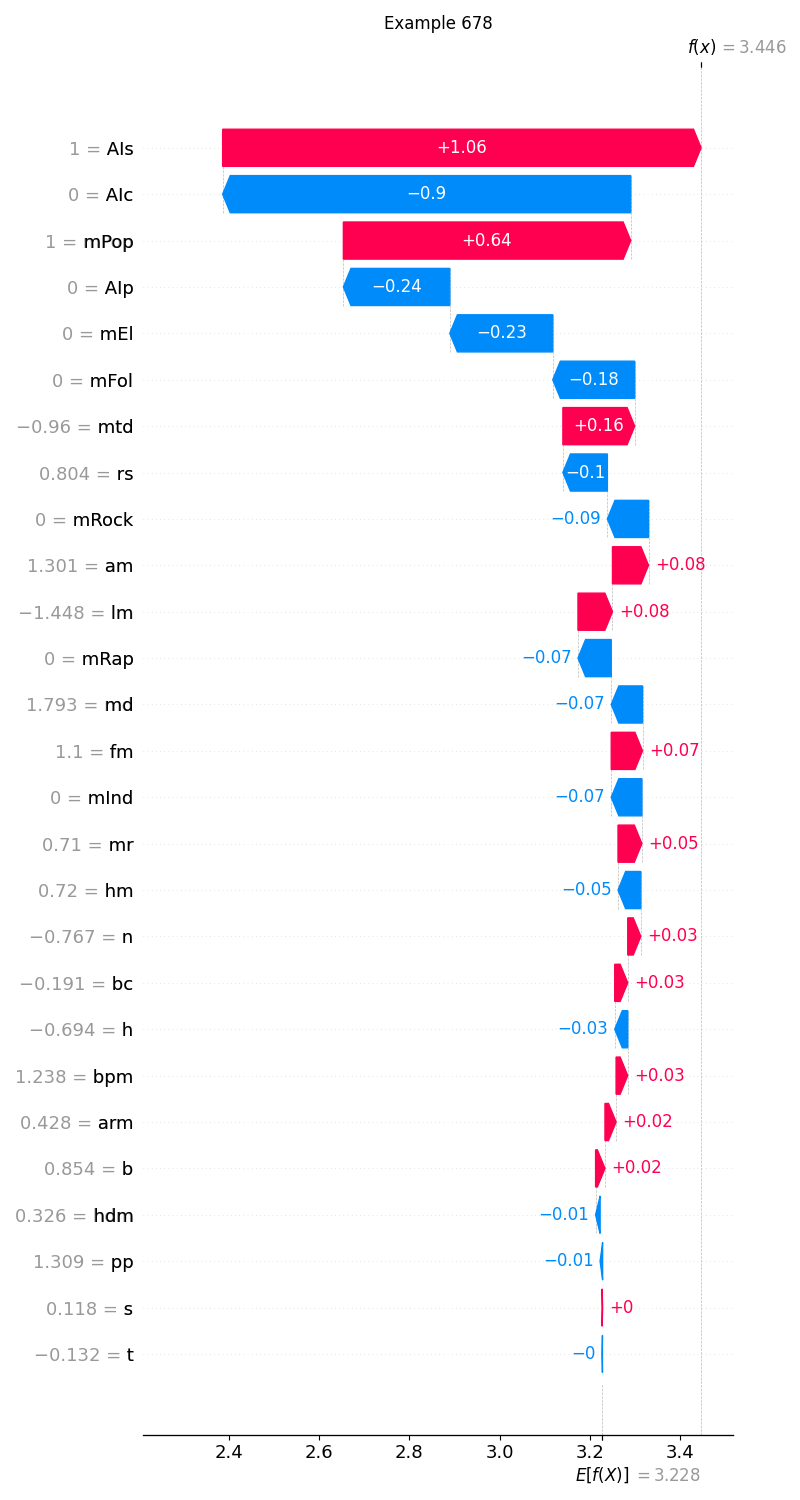 Example 678
f(x) = 3.446
1 = AIs +1.06
0 = AIc −0.9
1 = mPop +0.64
0 = AIp −0.24
0 = mEl −0.23
0 = mFol −0.18
−0.96 = mtd +0.16
0.804 = rs −0.1
0 = mRock −0.09
1.301 = am +0.08
−1.448 = lm +0.08
0 = mRap −0.07
1.793 = md −0.07
1.1 = fm +0.07
0 = mInd −0.07
0.71 = mr +0.05
0.72 = hm −0.05
−0.767 = n +0.03
−0.191 = bc +0.03
−0.694 = h −0.03
1.238 = bpm +0.03
0.428 = arm +0.02
0.854 = b +0.02
0.326 = hdm −0.01
1.309 = pp −0.01
0.118 = s +0
−0.132 = t −0
2.4 2.6 2.8 3.0 3.2 3.4
E[f(X)] = 3.228